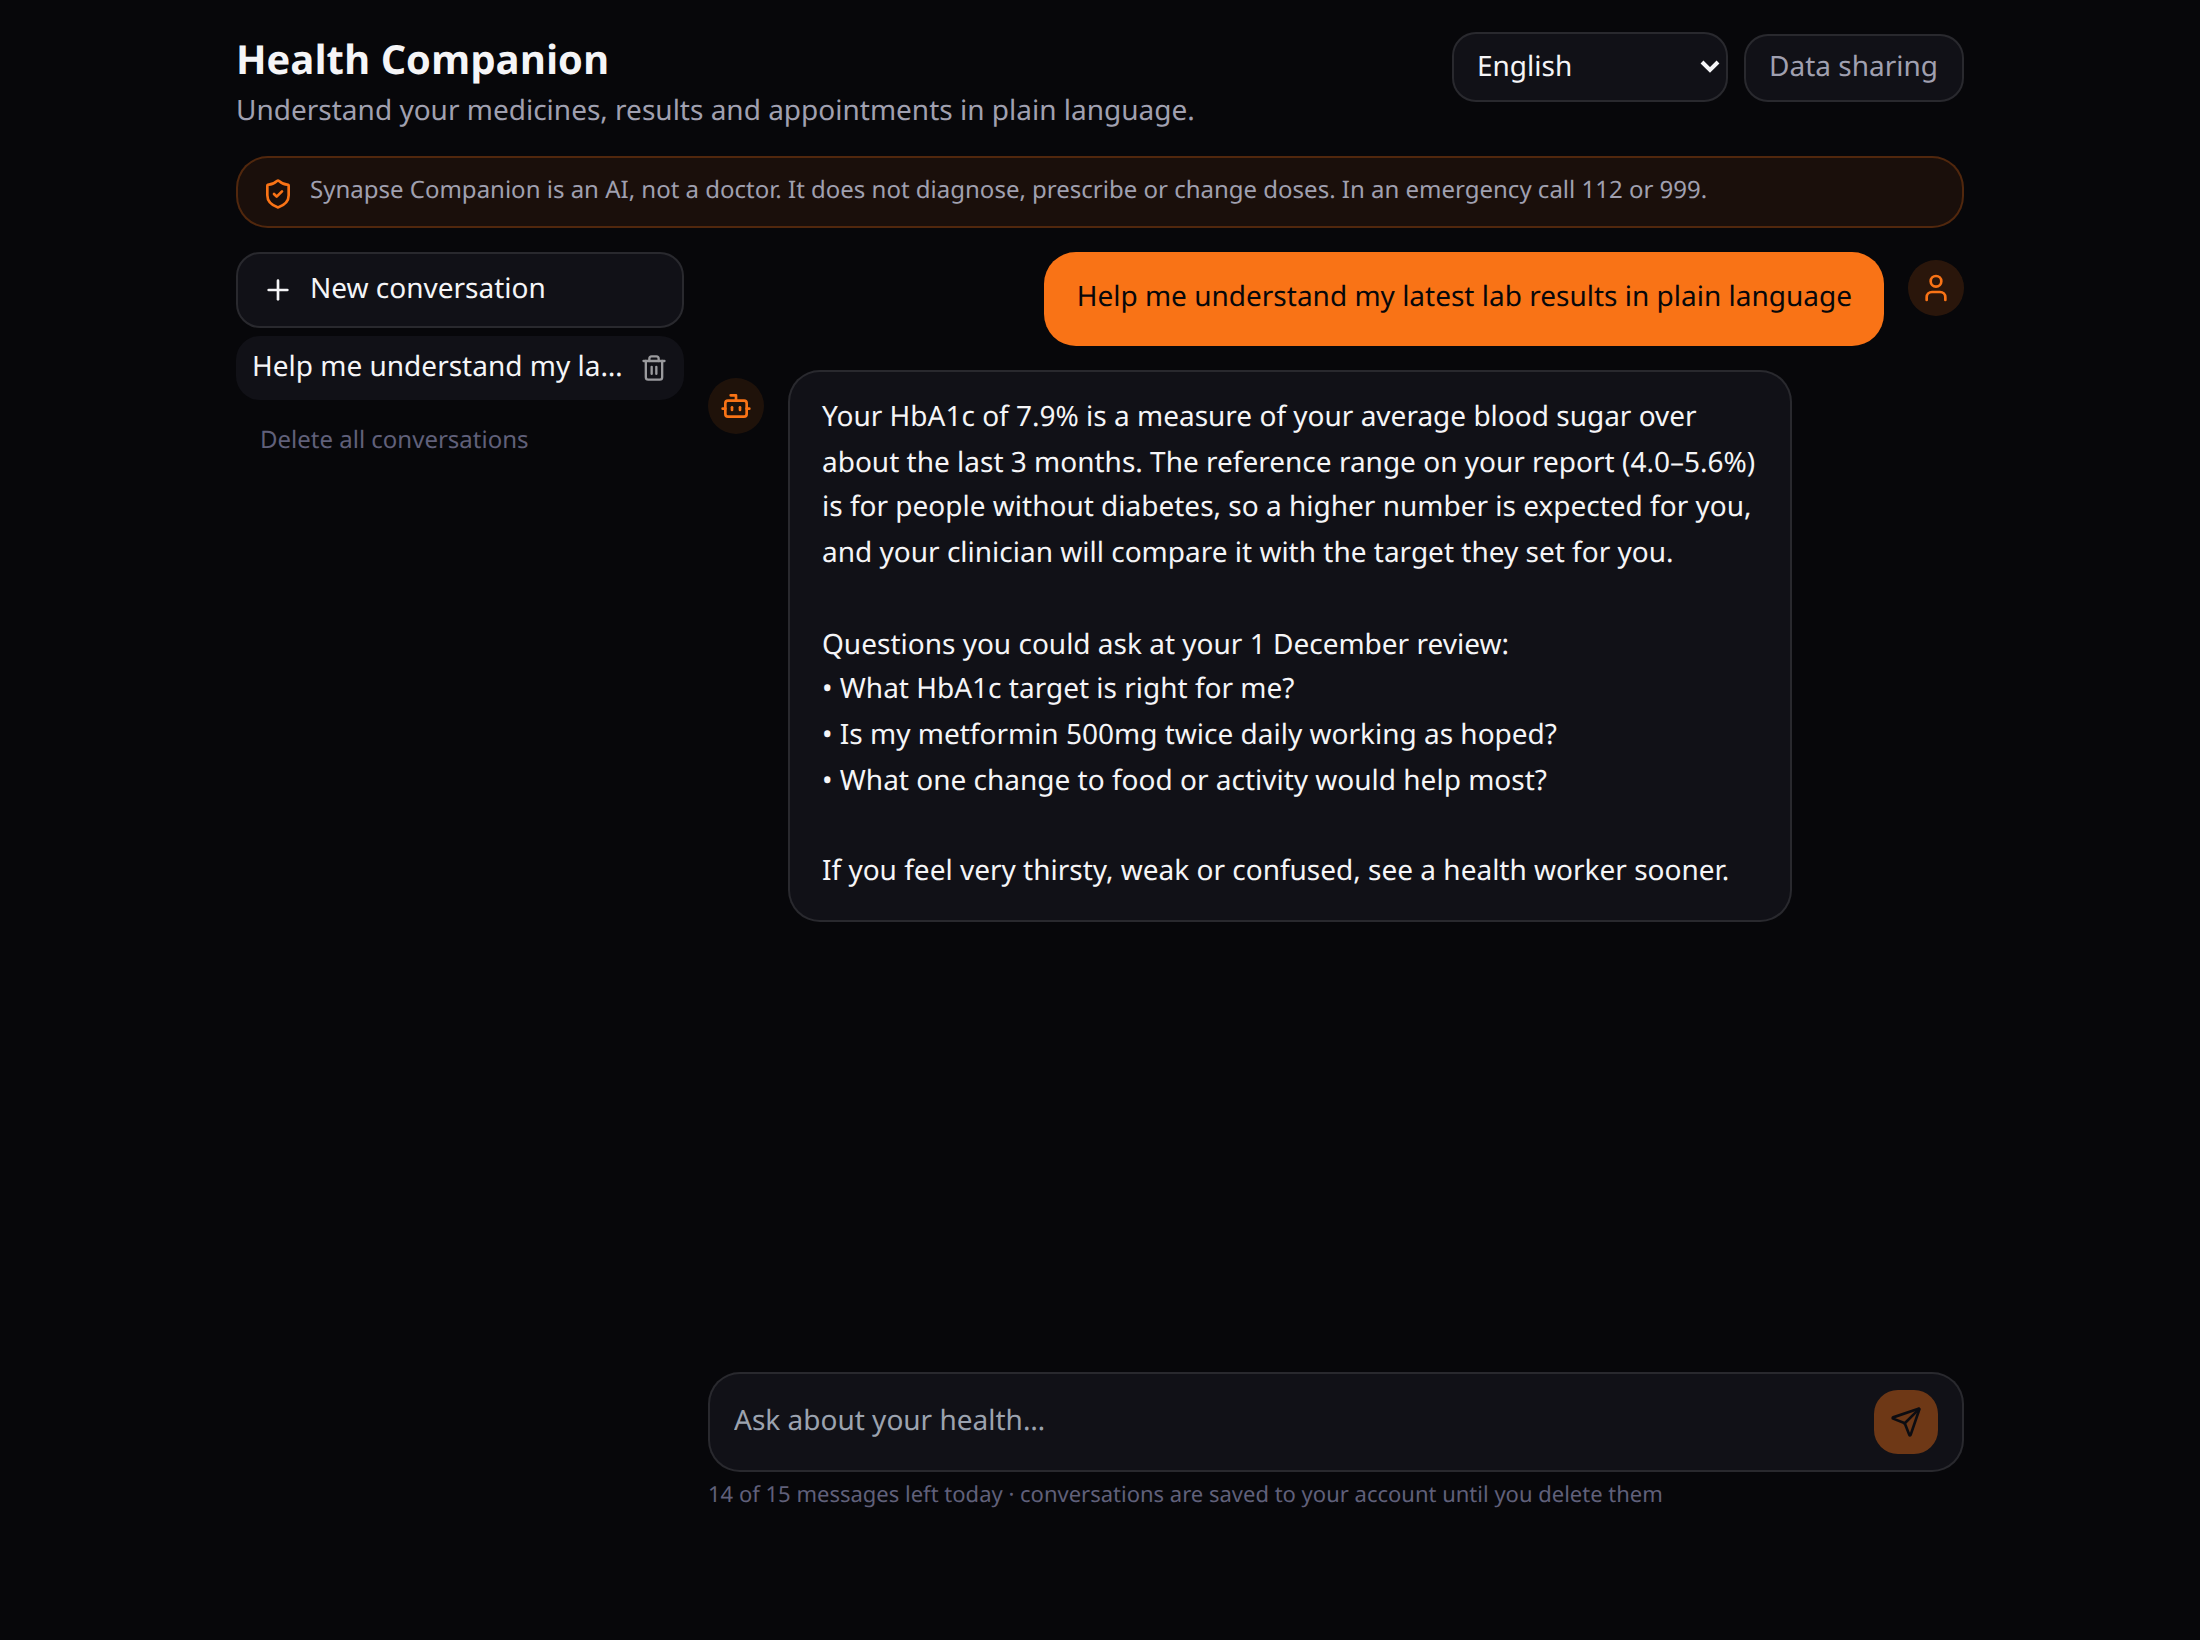 Health Companion
Understand your medicines, results and appointments in plain language.
English
Data sharing
Synapse Companion is an AI, not a doctor. It does not diagnose, prescribe or change doses. In an emergency call 112 or 999.
New conversation
Help me understand my la...
Delete all conversations
Help me understand my latest lab results in plain language
Your HbA1c of 7.9% is a measure of your average blood sugar over
about the last 3 months. The reference range on your report (4.0–5.6%)
is for people without diabetes, so a higher number is expected for you,
and your clinician will compare it with the target they set for you.
Questions you could ask at your 1 December review:
• What HbA1c target is right for me?
• Is my metformin 500mg twice daily working as hoped?
• What one change to food or activity would help most?
If you feel very thirsty, weak or confused, see a health worker sooner.
Ask about your health...
14 of 15 messages left today · conversations are saved to your account until you delete them